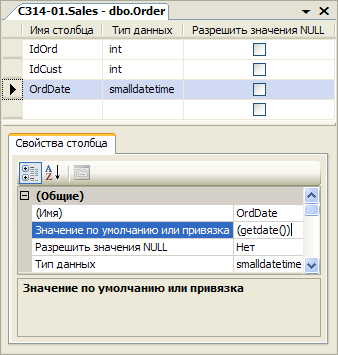 C314-01.Sales - dbo.Order
Имя столбца Тип данных Разрешить значения NULL
IdOrd int
IdCust int
OrdDate smalldatetime
Свойства столбца
(Общие)
(Имя) OrdDate
Значение по умолчанию или привязка (getdate())
Разрешить значения NULL Нет
Тип данных smalldatetime
Значение по умолчанию или привязка